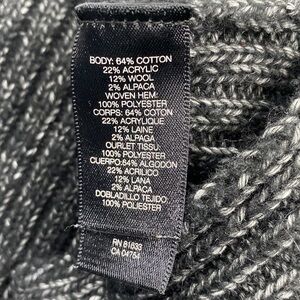 BODY: 64% COTTON
22% ACRYLIC
12% WOOL
2% ALPACA
WOVEN HEM:
100% POLYESTER
CORPS: 64% COTON
22% ACRYLIQUE
12% LAINE
2% ALPAGA
OURLET TISSU:
100% POLYESTER
CUERPO:64% ALGODON
22% ACRILICO
12% LANA
2% ALPACA
DOBLADILLO TEJIDO:
100% POLIESTER
RN 81633
CA 04764